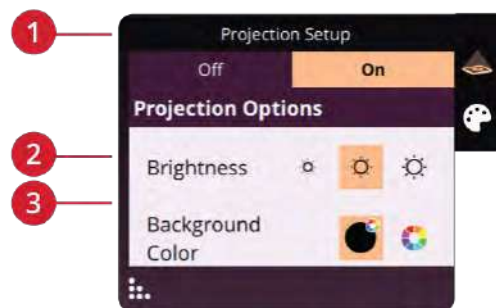 1
Projection Setup
Off On
Projection Options
2
Brightness
3
Background
Color